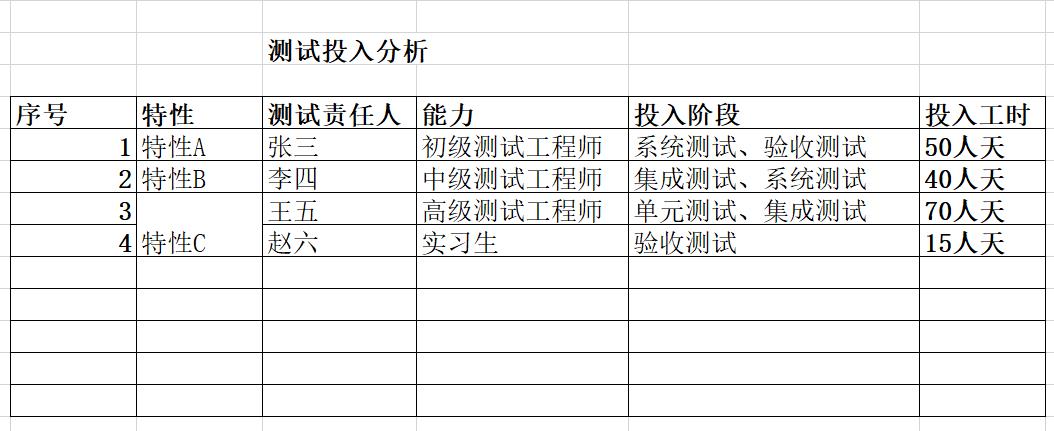 测试投入分析
序号 特性 测试责任人 能力 投入阶段 投入工时
1 特性A 张三 初级测试工程师 系统测试、验收测试 50人天
2 特性B 李四 中级测试工程师 集成测试、系统测试 40人天
3 王五 高级测试工程师 单元测试、集成测试 70人天
4 特性C 赵六 实习生 验收测试 15人天